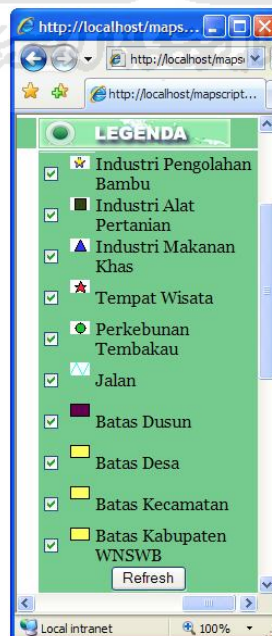 http://localhost/maps...
http://localhost/maps
http://localhost/mapscript...
LEGENDA
Industri Pengolahan
Bambu
Industri Alat
Pertanian
Industri Makanan
Khas
Tempat Wisata
Perkebunan
Tembakau
Jalan
Batas Dusun
Batas Desa
Batas Kecamatan
Batas Kabupaten
WNSWB
Refresh
Local intranet
100%